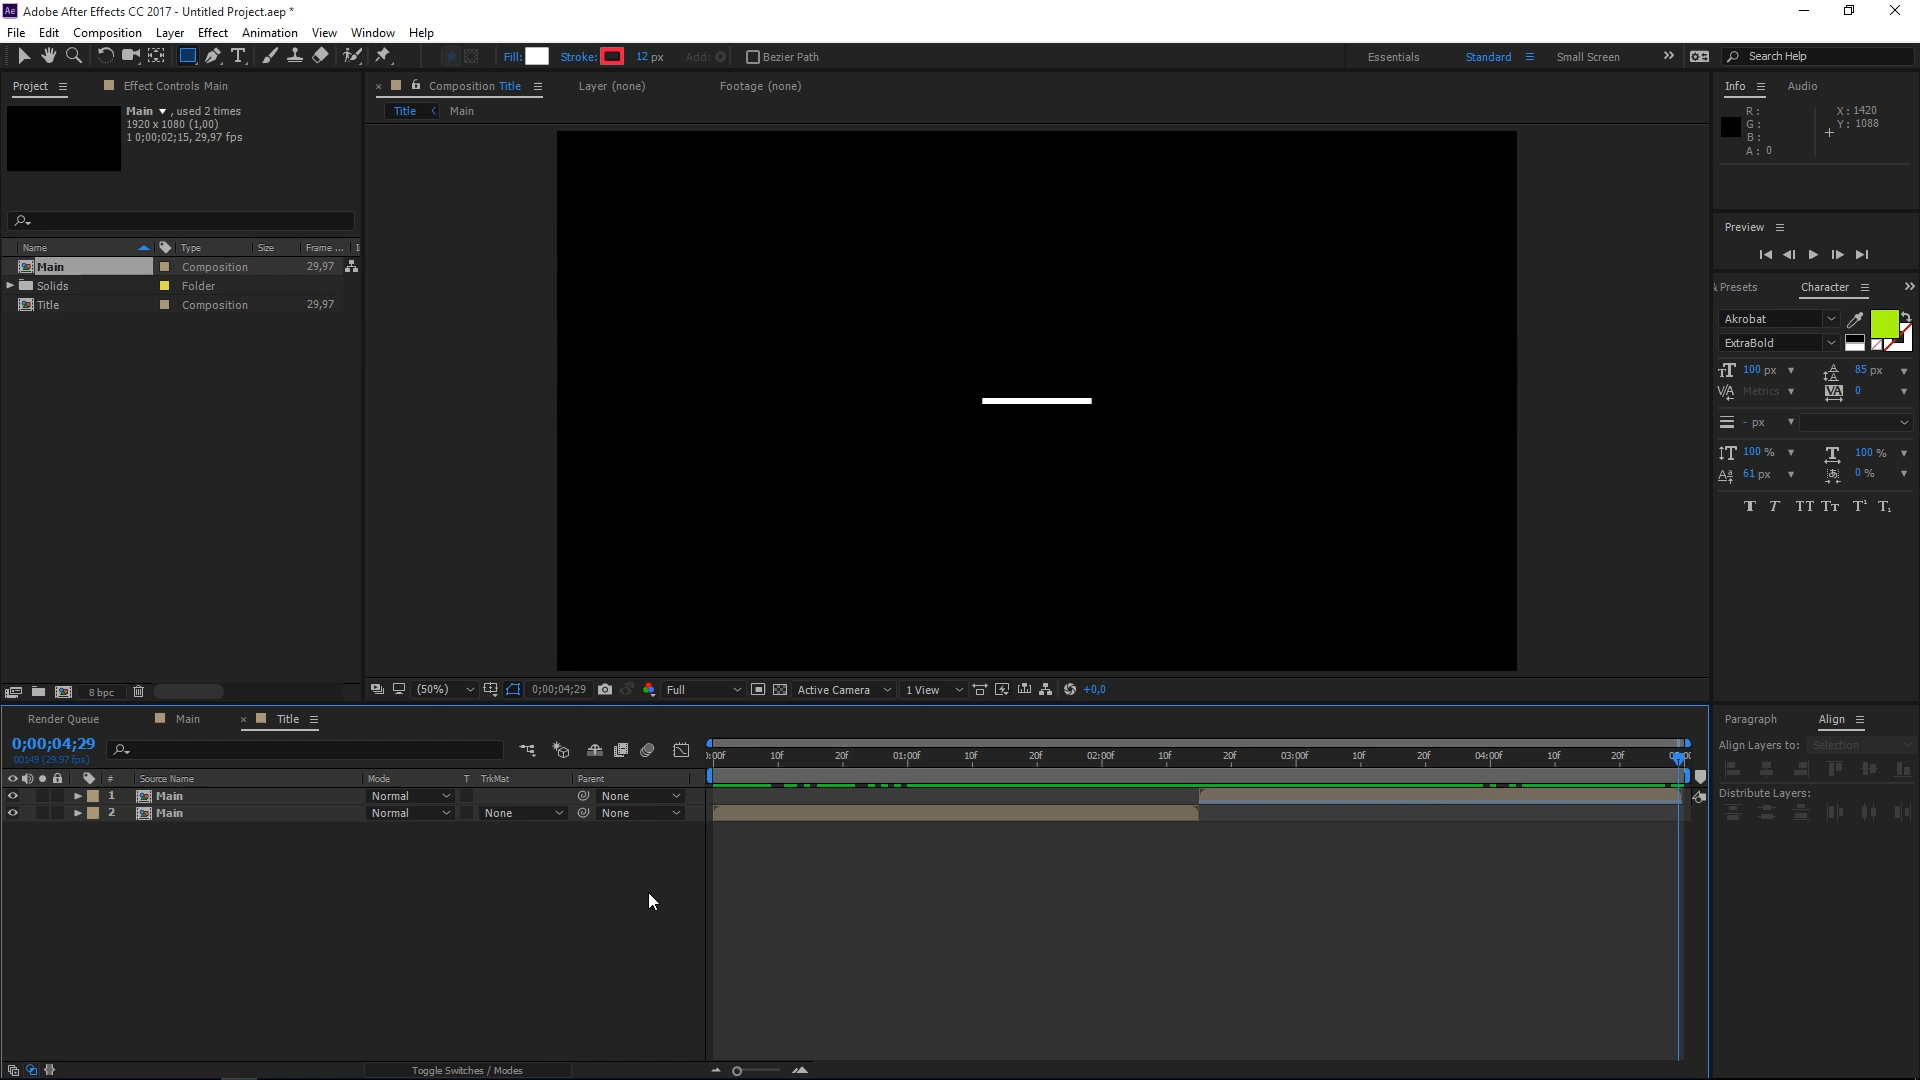 Adobe After Effects CC 2017 - Untitled Project.aep *
File Edit Composition Layer Effect Animation View Window Help
Fill: Stroke: 12 px Add: Bezier Path Essentials Standard Small Screen Search Help
Project Effect Controls Main
Main , used 2 times
1920 x 1080 (1,00)
1 0;00;02;15, 29,97 fps
Name Type Size Frame ...
Main Composition 29,97
Solids Folder
Title Composition 29,97
8 bpc
Composition Title Layer (none) Footage (none)
Title Main
(50%) 0;00;04;29 Full Active Camera 1 View +0,0
Info Audio
R: X: 1420
G: Y: 1088
B:
A: 0
Preview
& Presets Character
Akrobat
ExtraBold
100 px 85 px
Metrics 0
- px
100 % 100 %
61 px 0 %
T T TT Tt T¹ T₁
Render Queue Main Title
0;00;04;29
00149 (29.97 fps)
# Source Name Mode T TrkMat Parent
1 Main Normal None
2 Main Normal None None
:00f 10f 20f 01:00f 10f 20f 02:00f 10f 20f 03:00f 10f 20f 04:00f 10f 20f
Toggle Switches / Modes
Paragraph Align
Align Layers to: Selection
Distribute Layers: